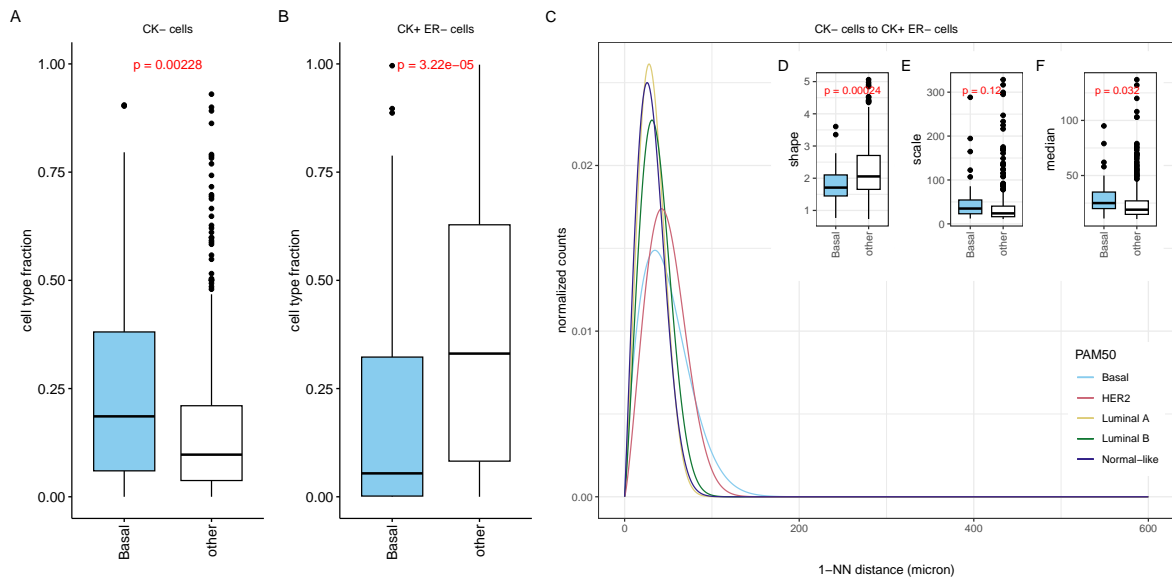 A
CK− cells
p = 0.00228
cell type fraction
1.00
0.75
0.50
0.25
0.00
Basal
other
B
CK+ ER− cells
p = 3.22e−05
cell type fraction
1.00
0.75
0.50
0.25
0.00
Basal
other
C
CK− cells to CK+ ER− cells
normalized counts
0.02
0.01
0.00
0
200
400
600
1−NN distance (micron)
D
p = 0.00024
shape
5
4
3
2
1
Basal
other
E
p = 0.12
scale
300
200
100
0
Basal
other
F
p = 0.032
median
100
50
Basal
other
PAM50
Basal
HER2
Luminal A
Luminal B
Normal−like